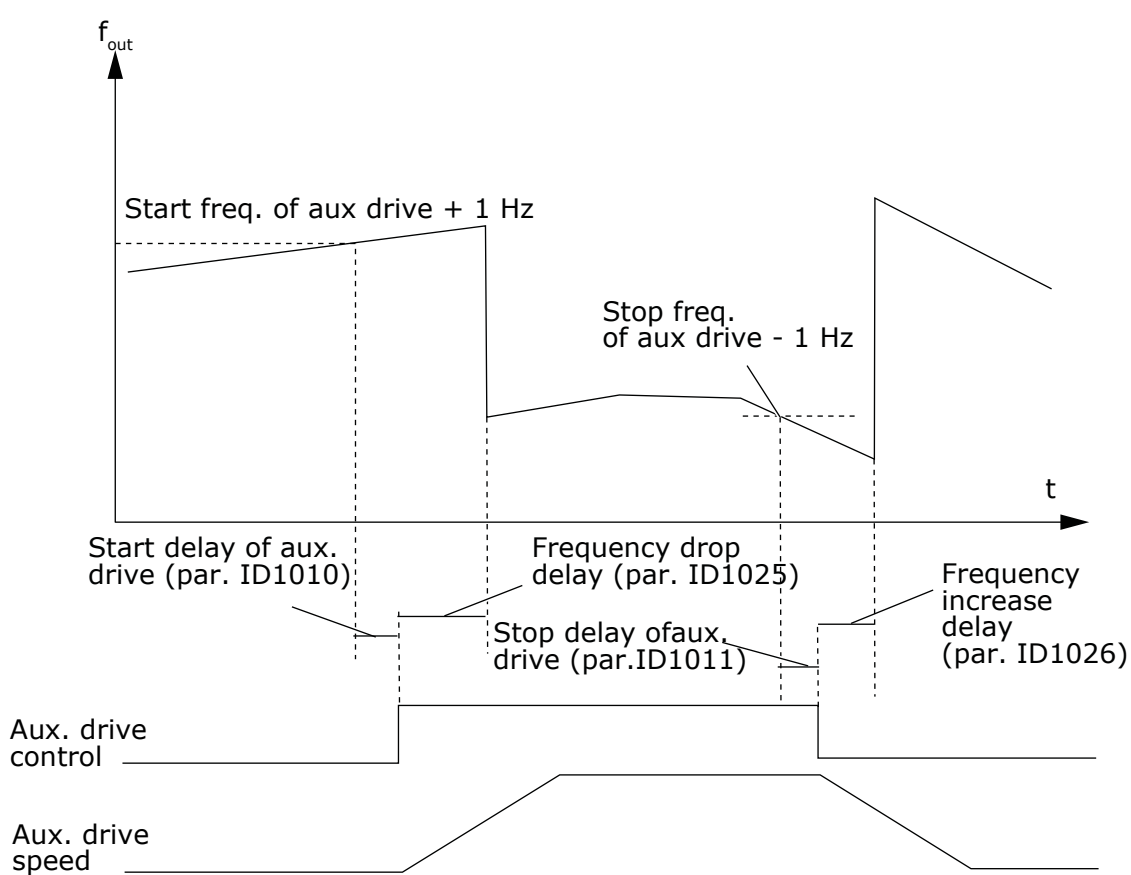 f out
Start freq. of aux drive + 1 Hz
Stop freq.
of aux drive - 1 Hz
t
Start delay of aux.
drive (par. ID1010)
Frequency drop
delay (par. ID1025)
Stop delay ofaux.
drive (par.ID1011)
Frequency
increase
delay
(par. ID1026)
Aux. drive
control
Aux. drive
speed